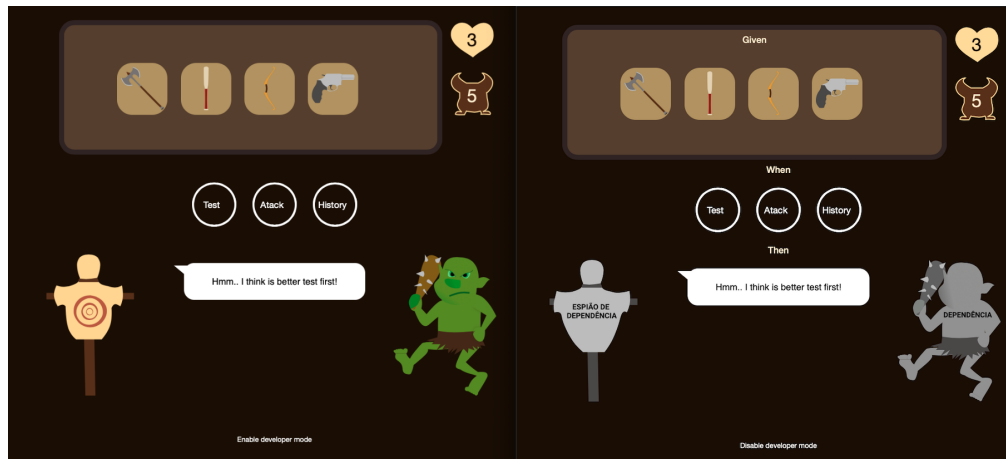 3
5
Test
Atack
History
Hmm.. I think is better test first!
Enable developer mode
Given
3
5
When
Test
Atack
History
Then
Hmm.. I think is better test first!
ESPIÃO DE
DEPENDÊNCIA
DEPENDÊNCIA
Disable developer mode